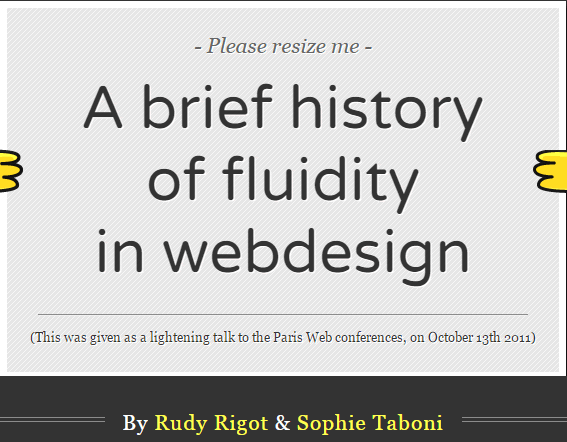 - Please resize me -
A brief history
of fluidity
in webdesign
(This was given as a lightening talk to the Paris Web conferences, on October 13th 2011)
By Rudy Rigot & Sophie Taboni